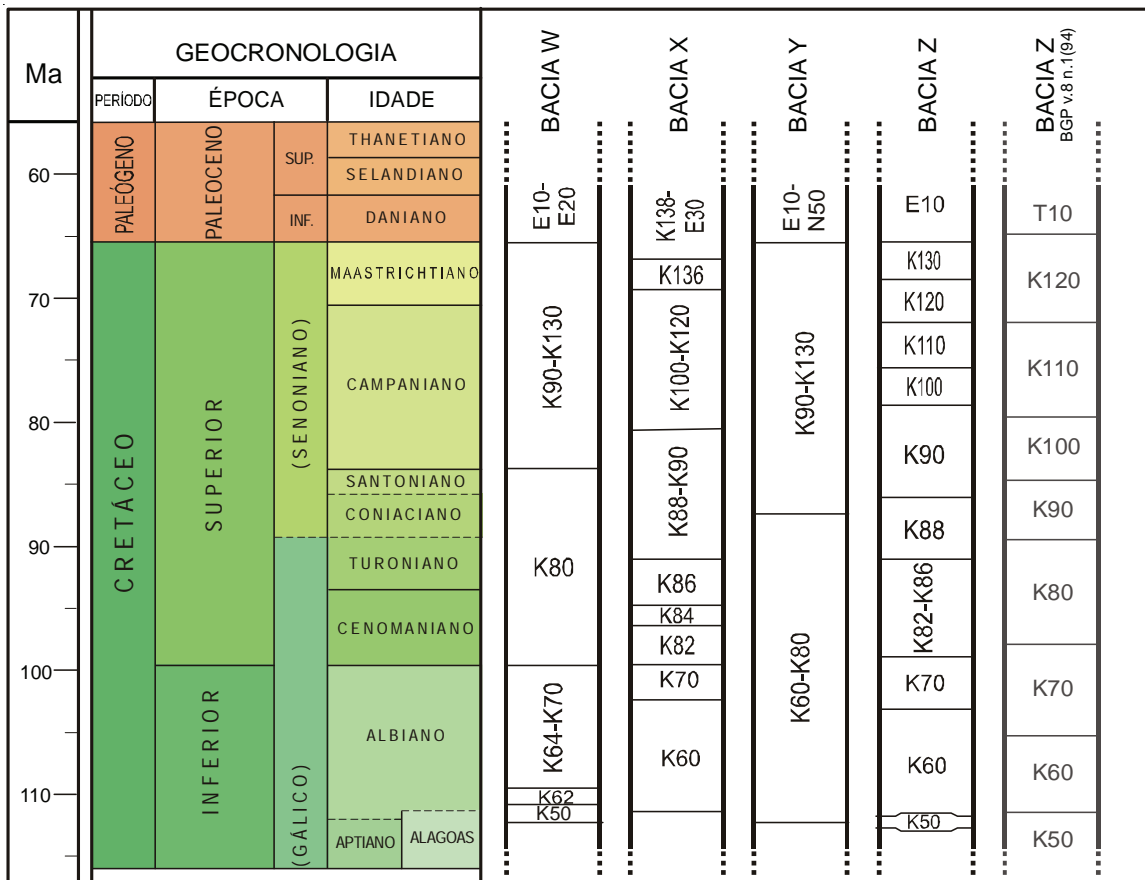 Ma
GEOCRONOLOGIA
PERÍODO
ÉPOCA
IDADE
60
70
80
90
100
110
PALEÓGENO
CRETÁCEO
PALEOCENO
SUPERIOR
INFERIOR
SUP.
INF.
(SENONIANO)
(GÁLICO)
THANETIANO
SELANDIANO
DANIANO
MAASTRICHTIANO
CAMPANIANO
SANTONIANO
CONIACIANO
TURONIANO
CENOMANIANO
ALBIANO
APTIANO
ALAGOAS
BACIA W
E10-
E20
K90-K130
K80
K64-K70
K62
K50
BACIA X
K138-
E30
K136
K100-K120
K88-K90
K86
K84
K82
K70
K60
BACIA Y
E10-
N50
K90-K130
K60-K80
BACIA Z
E10
K130
K120
K110
K100
K90
K88
K82-K86
K70
K60
K50
BACIA Z
BGP v.8 n.1(94)
T10
K120
K110
K100
K90
K80
K70
K60
K50